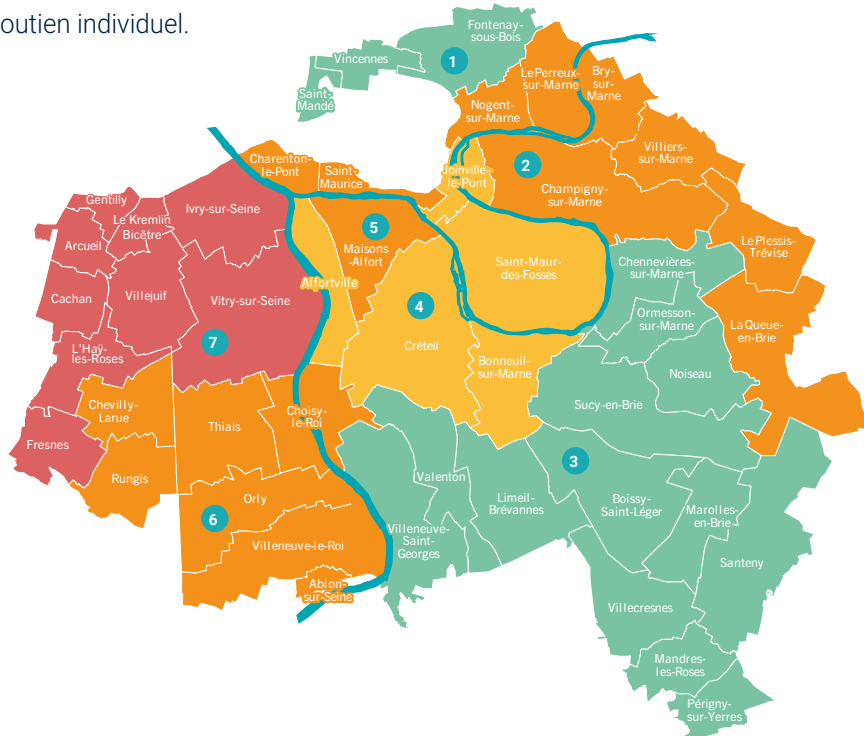 outien individuel.
Fontenay-
sous-Bois
1
Vincennes
Saint-
Mandé
Le Perreux-
sur-Marne
Bry-
sur-
Marne
Nogent-
sur-Marne
Villiers-
sur-Marne
Charenton-
le-Pont
Saint-
Maurice
Joinville-
le-Pont
2
Champigny-
sur-Marne
Gentilly
Le Kremlin
Bicêtre
Ivry-sur-Seine
Arcueil
5
Maisons
-Alfort
Le Plessis-
Trévise
Saint-Maur-
des-Fossés
Chennevières-
sur-Marne
Cachan
Villejuif
Vitry-sur-Seine
Alfortville
4
Créteil
Ormesson-
sur-Marne
La Queue-
en-Brie
7
L'Haÿ-
les-Roses
Bonneuil-
sur-Marne
Noiseau
Chevilly-
Larue
Thiais
Choisy-
le-Roi
Sucy-en-Brie
Fresnes
Rungis
3
Valenton
Orly
Limeil-
Brévannes
Boissy-
Saint-Léger
Marolles-
en-Brie
6
Villeneuve-le-Roi
Villeneuve-
Saint-
Georges
Santeny
Ablon-
sur-Seine
Villecresnes
Mandres-
les-Roses
Périgny-
sur-Yerres